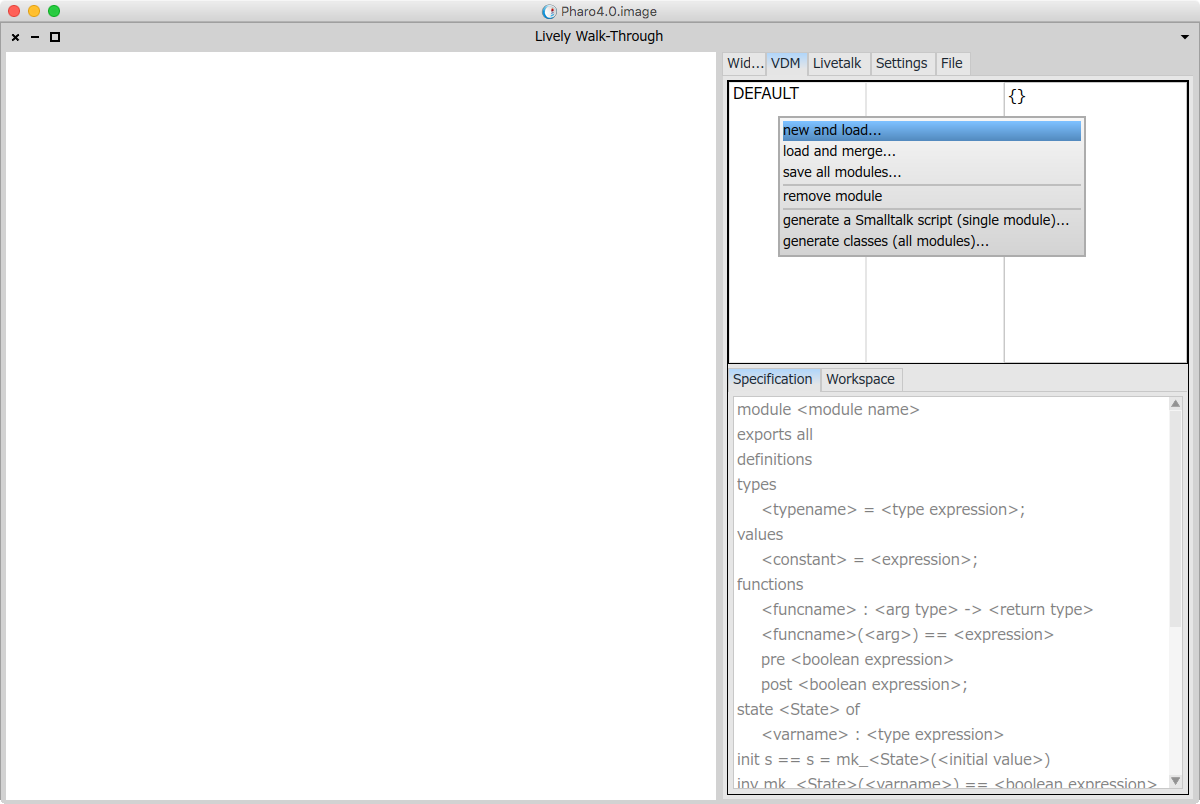 Pharo4.0.image
Lively Walk-Through
Wid... VDM Livetalk Settings File
DEFAULT {}
new and load...
load and merge...
save all modules...
remove module
generate a Smalltalk script (single module)...
generate classes (all modules)...
Specification Workspace
module <module name>
exports all
definitions
types
<typename> = <type expression>;
values
<constant> = <expression>;
functions
<funcname> : <arg type> -> <return type>
<funcname>(<arg>) == <expression>
pre <boolean expression>
post <boolean expression>;
state <State> of
<varname> : <type expression>
init s == s = mk_<State>(<initial value>)
inv mk_<State>(<varname>) == <boolean expression>